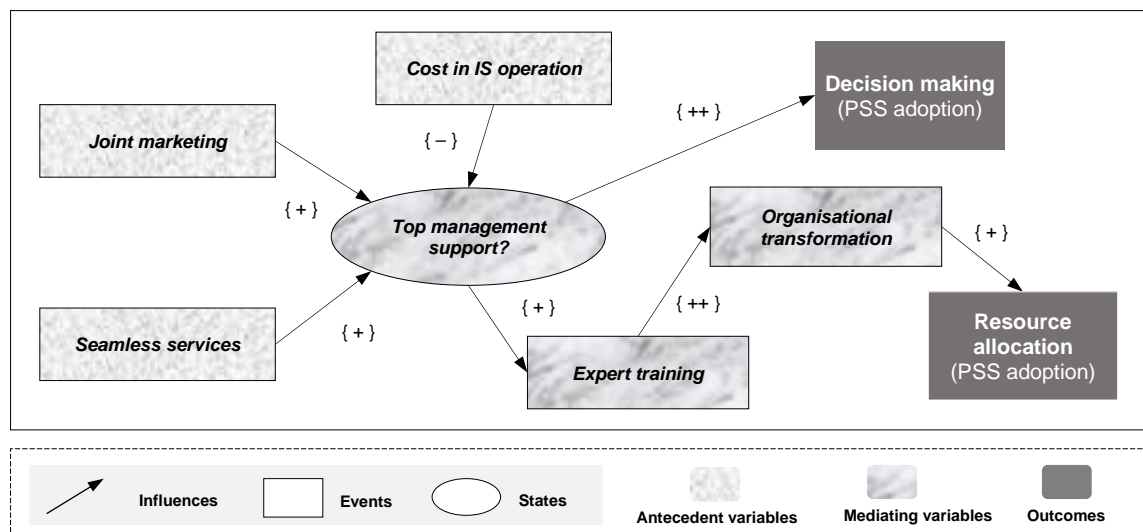 Cost in IS operation
Decision making
(PSS adoption)
{ ++ }
Joint marketing
{ – }
{ + }
Top management
support?
Organisational
transformation
{ + }
Seamless services
{ + }
{ + }
{ ++ }
Expert training
Resource
allocation
(PSS adoption)
Influences
Events
States
Antecedent variables
Mediating variables
Outcomes